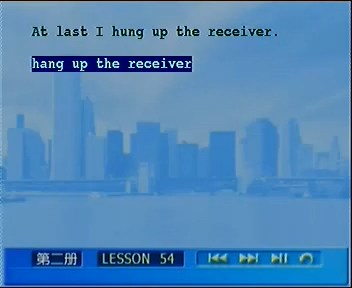 At last I hung up the receiver.
hang up the receiver
第二册 LESSON 54